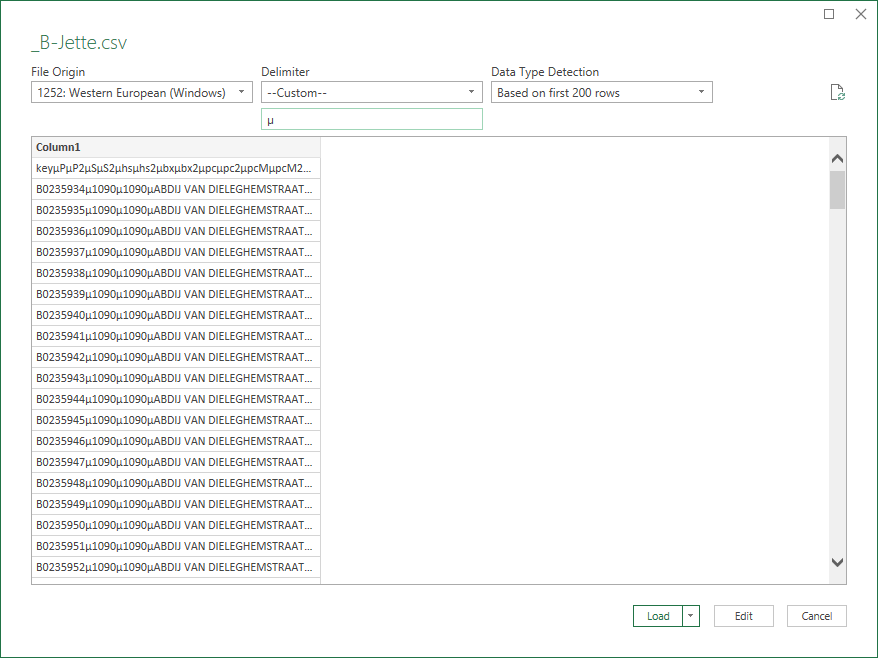 _B-Jette.csv
File Origin
Delimiter
Data Type Detection
1252: Western European (Windows)
--Custom--
Based on first 200 rows
µ
Column1
keyµPµP2µSµS2µhsµhs2µbxµbx2µpcµpc2µpcMµpcM2...
B0235934µ1090µ1090µABDIJ VAN DIELEGHEMSTRAAT...
B0235935µ1090µ1090µABDIJ VAN DIELEGHEMSTRAAT...
B0235936µ1090µ1090µABDIJ VAN DIELEGHEMSTRAAT...
B0235937µ1090µ1090µABDIJ VAN DIELEGHEMSTRAAT...
B0235938µ1090µ1090µABDIJ VAN DIELEGHEMSTRAAT...
B0235939µ1090µ1090µABDIJ VAN DIELEGHEMSTRAAT...
B0235940µ1090µ1090µABDIJ VAN DIELEGHEMSTRAAT...
B0235941µ1090µ1090µABDIJ VAN DIELEGHEMSTRAAT...
B0235942µ1090µ1090µABDIJ VAN DIELEGHEMSTRAAT...
B0235943µ1090µ1090µABDIJ VAN DIELEGHEMSTRAAT...
B0235944µ1090µ1090µABDIJ VAN DIELEGHEMSTRAAT...
B0235945µ1090µ1090µABDIJ VAN DIELEGHEMSTRAAT...
B0235946µ1090µ1090µABDIJ VAN DIELEGHEMSTRAAT...
B0235947µ1090µ1090µABDIJ VAN DIELEGHEMSTRAAT...
B0235948µ1090µ1090µABDIJ VAN DIELEGHEMSTRAAT...
B0235949µ1090µ1090µABDIJ VAN DIELEGHEMSTRAAT...
B0235950µ1090µ1090µABDIJ VAN DIELEGHEMSTRAAT...
B0235951µ1090µ1090µABDIJ VAN DIELEGHEMSTRAAT...
B0235952µ1090µ1090µABDIJ VAN DIELEGHEMSTRAAT...
Load
Edit
Cancel